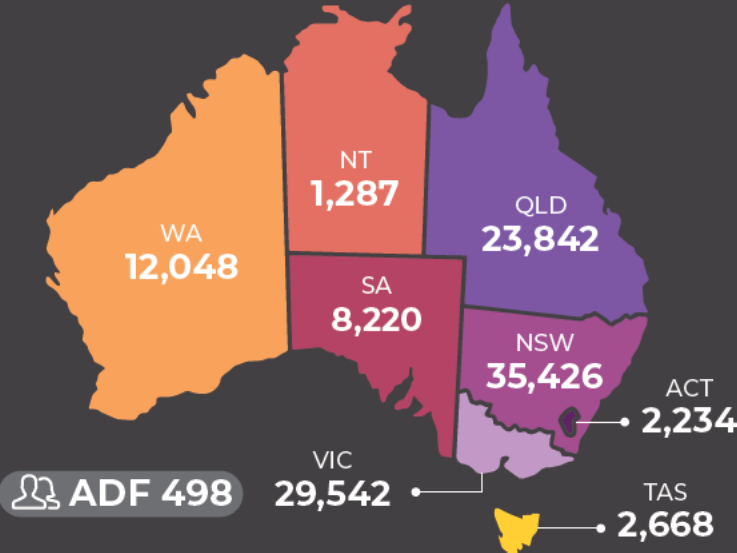 NT
1,287
QLD
23,842
WA
12,048
SA
8,220
NSW
35,426
ACT
2,234
VIC
29,542
ADF 498
TAS
2,668